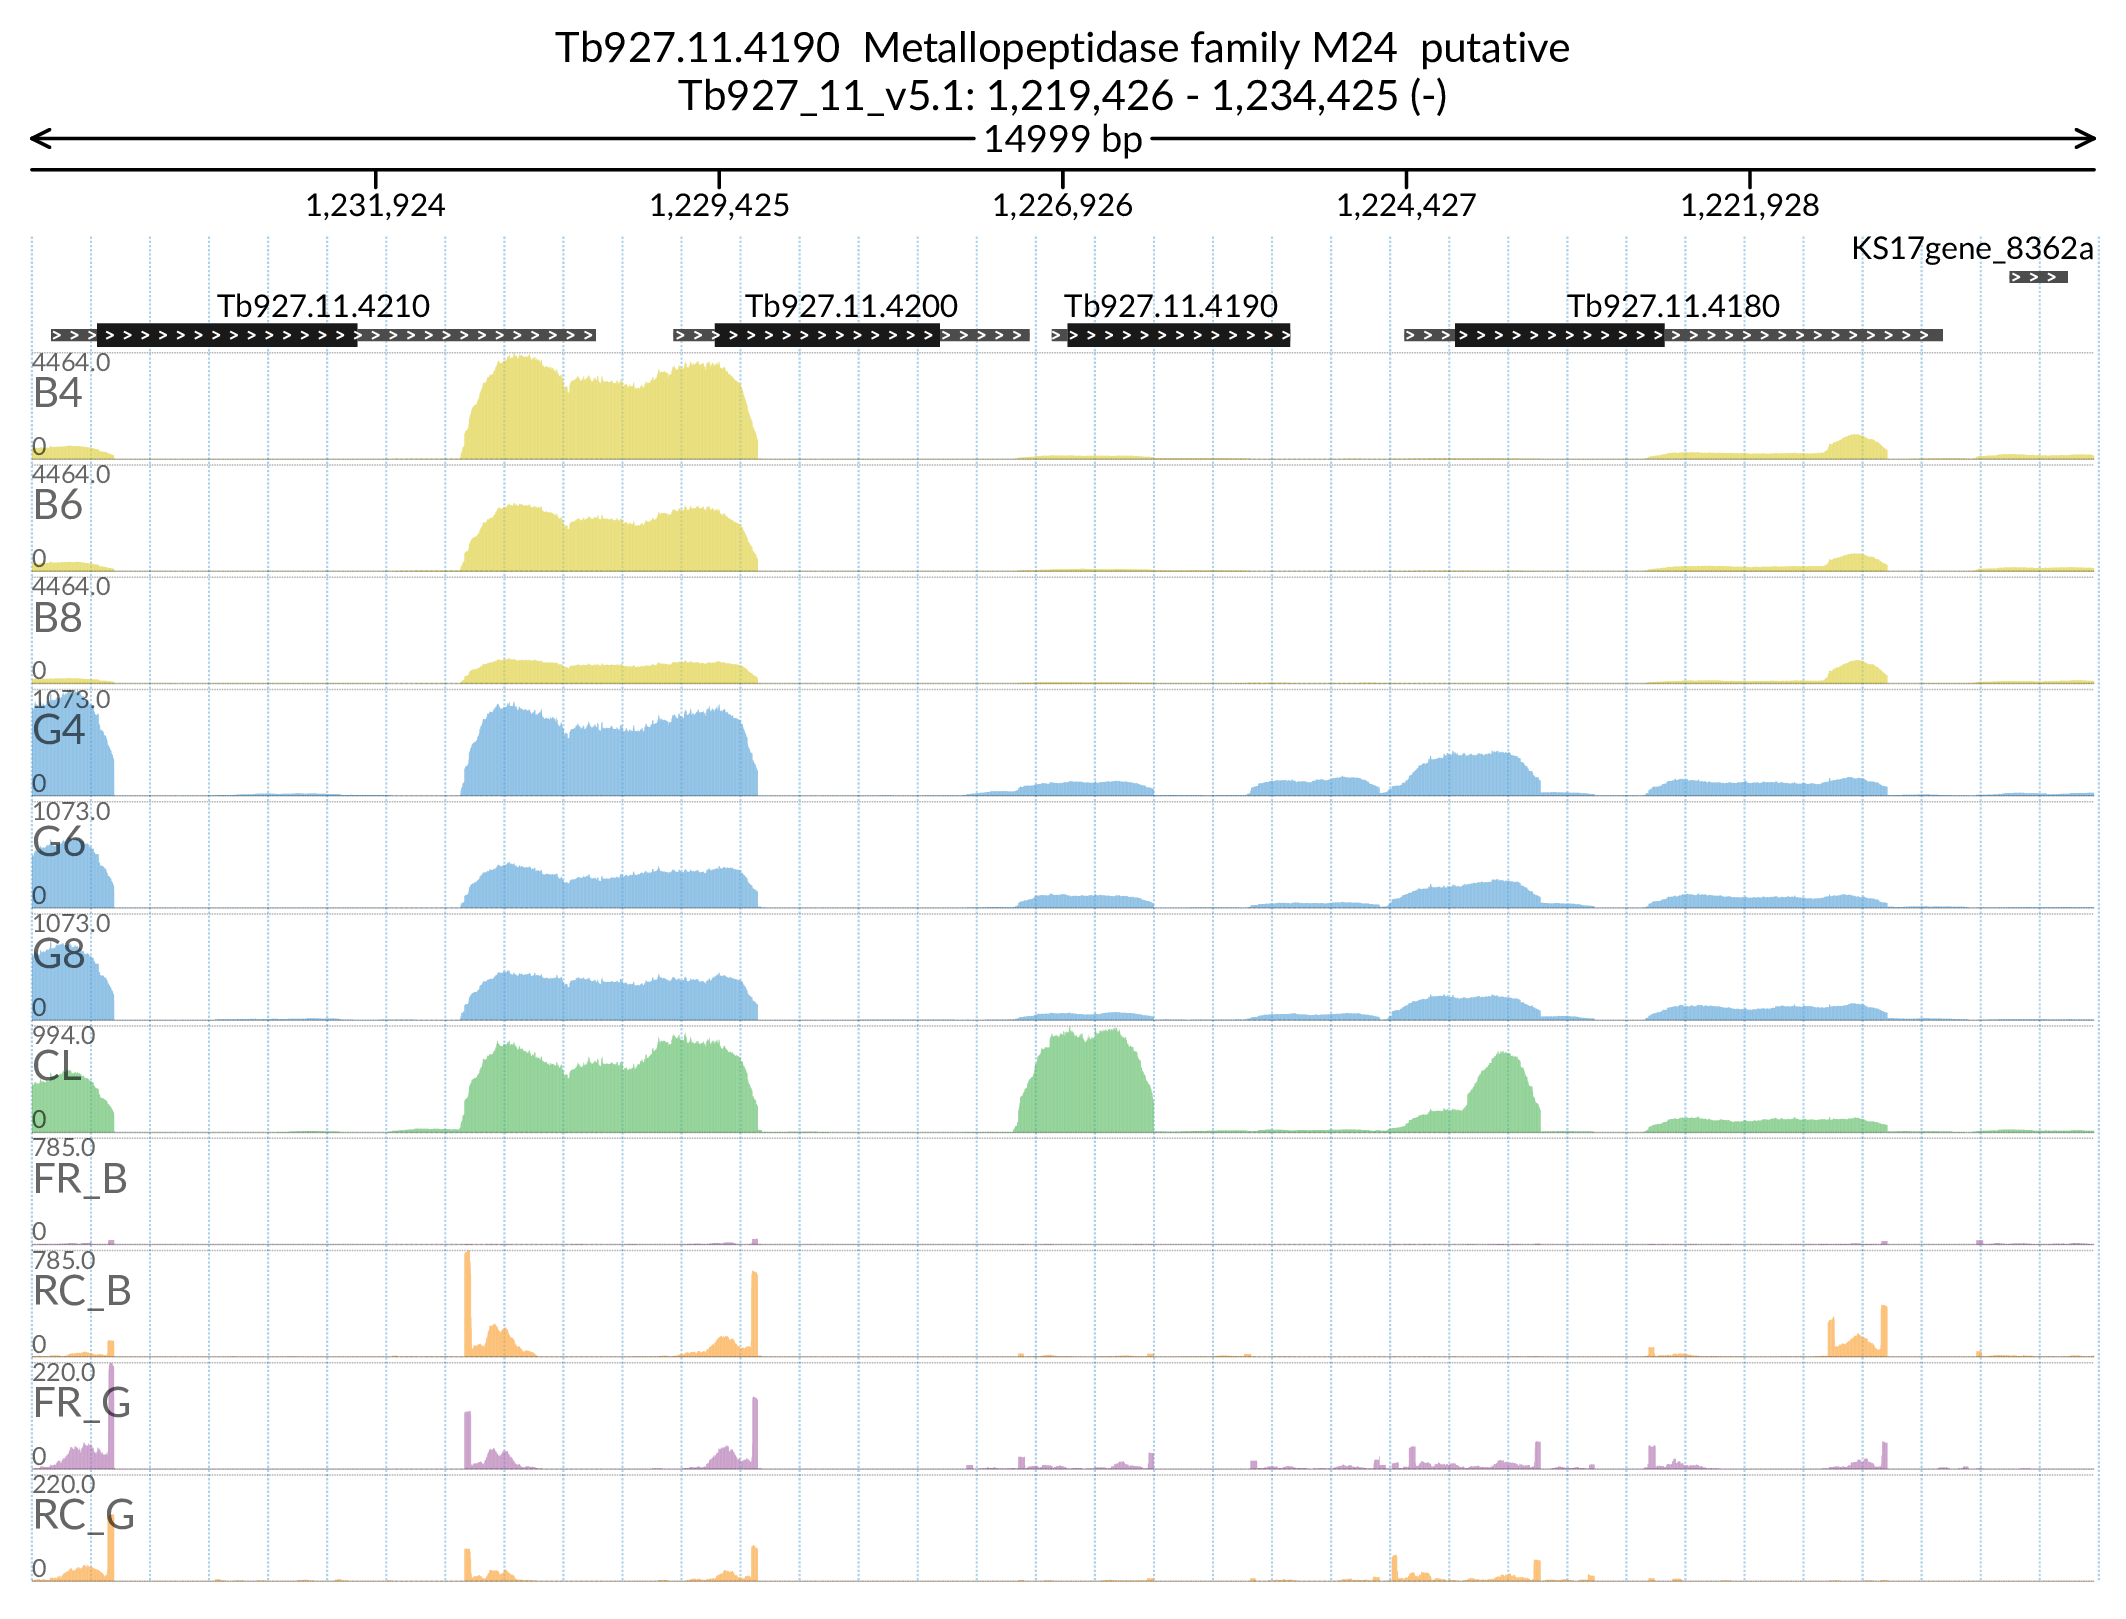 Tb927.11.4190  Metallopeptidase family M24  putative
Tb927_11_v5.1: 1,219,426 - 1,234,425 (-)
14999 bp
1,231,924 1,229,425 1,226,926 1,224,427 1,221,928
KS17gene_8362a
Tb927.11.4210 Tb927.11.4200 Tb927.11.4190 Tb927.11.4180
4464.0
B4
0
4464.0
B6
0
4464.0
B8
0
1073.0
G4
0
1073.0
G6
0
1073.0
G8
0
994.0
CL
0
785.0
FR_B
0
785.0
RC_B
0
220.0
FR_G
0
220.0
RC_G
0